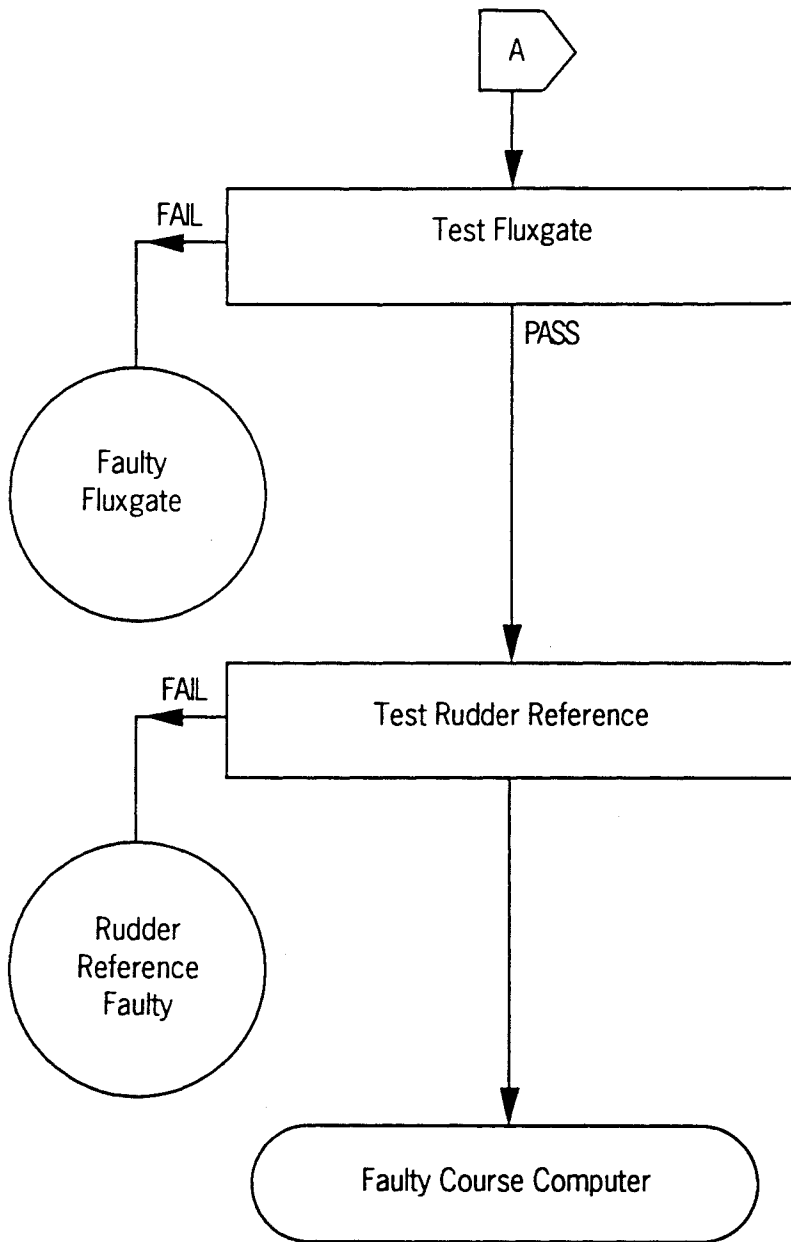 A
FAIL
Test Fluxgate
PASS
Faulty
Fluxgate
FAIL
Test Rudder Reference
Rudder
Reference
Faulty
Faulty Course Computer